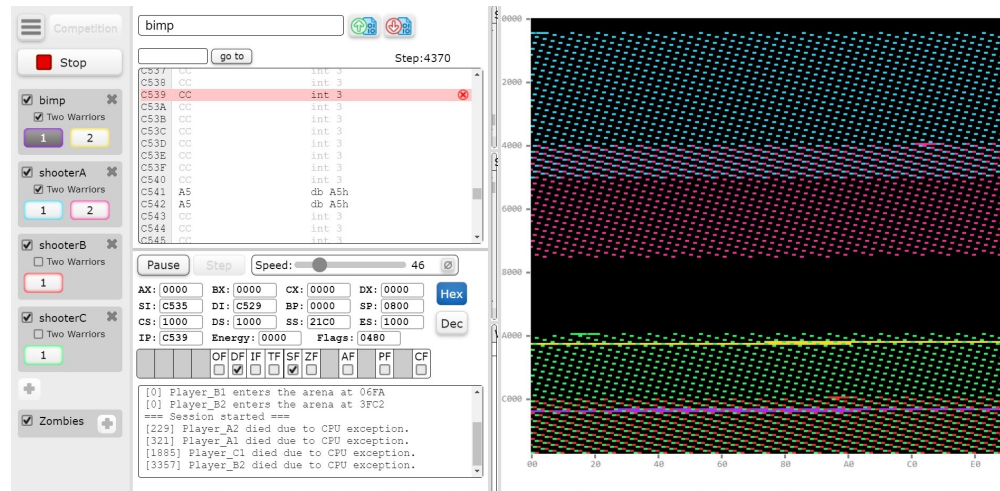 Competition
Stop
bimp
Two Warriors
1 2
shooterA
Two Warriors
1 2
shooterB
Two Warriors
1
shooterC
Two Warriors
1
Zombies
bimp
go to Step:4370
C537 CC int 3
C538 CC int 3
C539 CC int 3
C53A CC int 3
C53B CC int 3
C53C CC int 3
C53D CC int 3
C53E CC int 3
C53F CC int 3
C540 CC int 3
C541 A5 db A5h
C542 A5 db A5h
C543 CC int 3
C544 CC int 3
C545 CC int 3
Pause Step Speed: 46
AX: 0000 BX: 0000 CX: 0000 DX: 0000 Hex
SI: C535 DI: C529 BP: 0000 SP: 0800
CS: 1000 DS: 1000 SS: 21C0 ES: 1000 Dec
IP: C539 Energy: 0000 Flags: 0480
OF DF IF TF SF ZF AF PF CF
[0] Player_B1 enters the arena at 06FA
[0] Player_B2 enters the arena at 3FC2
=== Session started ===
[229] Player_A2 died due to CPU exception.
[321] Player_A1 died due to CPU exception.
[1885] Player_C1 died due to CPU exception.
[3357] Player_B2 died due to CPU exception.
0000
2000
4000
6000
8000
A000
C000
00 20 40 60 80 A0 C0 E0